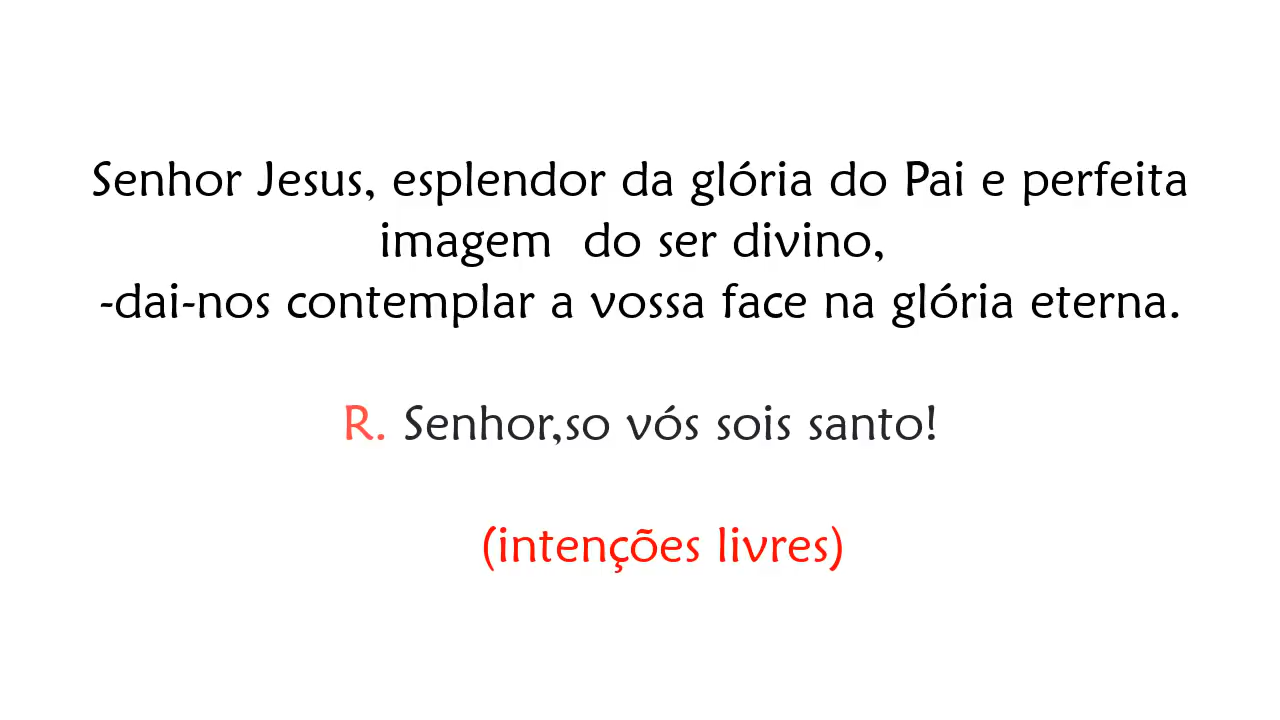 Senhor Jesus, esplendor da glória do Pai e perfeita
imagem  do ser divino,
-dai-nos contemplar a vossa face na glória eterna.
R. Senhor,so vós sois santo!
(intenções livres)